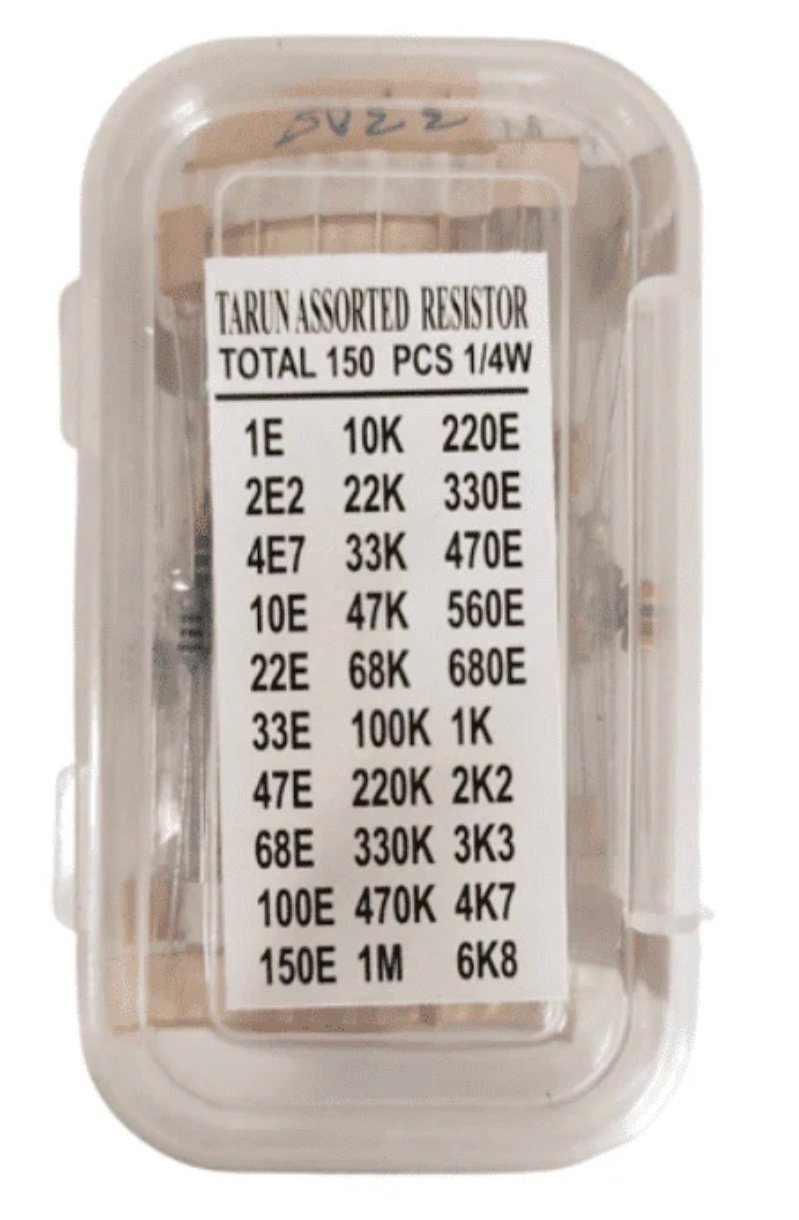 TARUN ASSORTED RESISTOR
TOTAL 150 PCS 1/4W
1E 10K 220E
2E2 22K 330E
4E7 33K 470E
10E 47K 560E
22E 68K 680E
33E 100K 1K
47E 220K 2K2
68E 330K 3K3
100E 470K 4K7
150E 1M 6K8